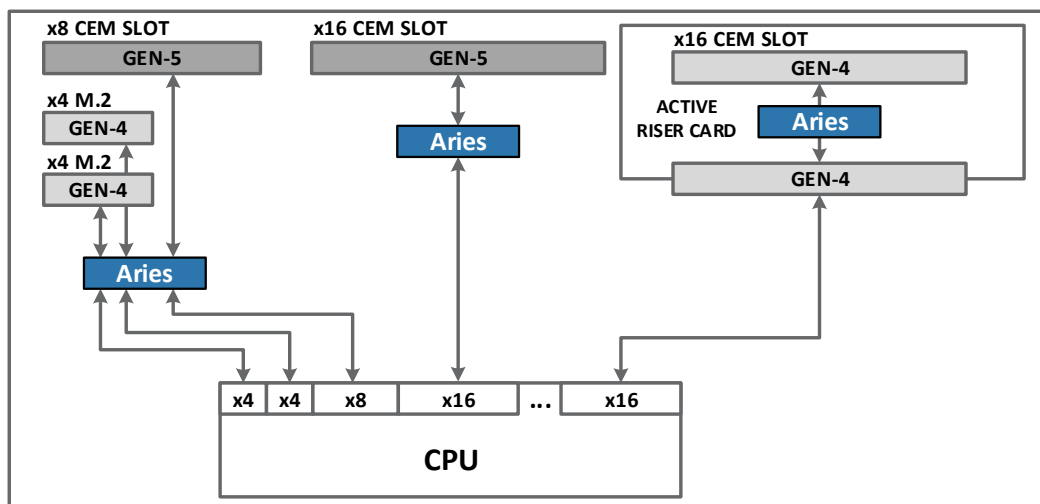 x8 CEM SLOT
GEN-5
x4 M.2
GEN-4
x4 M.2
GEN-4
Aries
x16 CEM SLOT
GEN-5
Aries
x16 CEM SLOT
GEN-4
ACTIVE
RISER CARD
Aries
GEN-4
x4 x4 x8 x16 ... x16
CPU